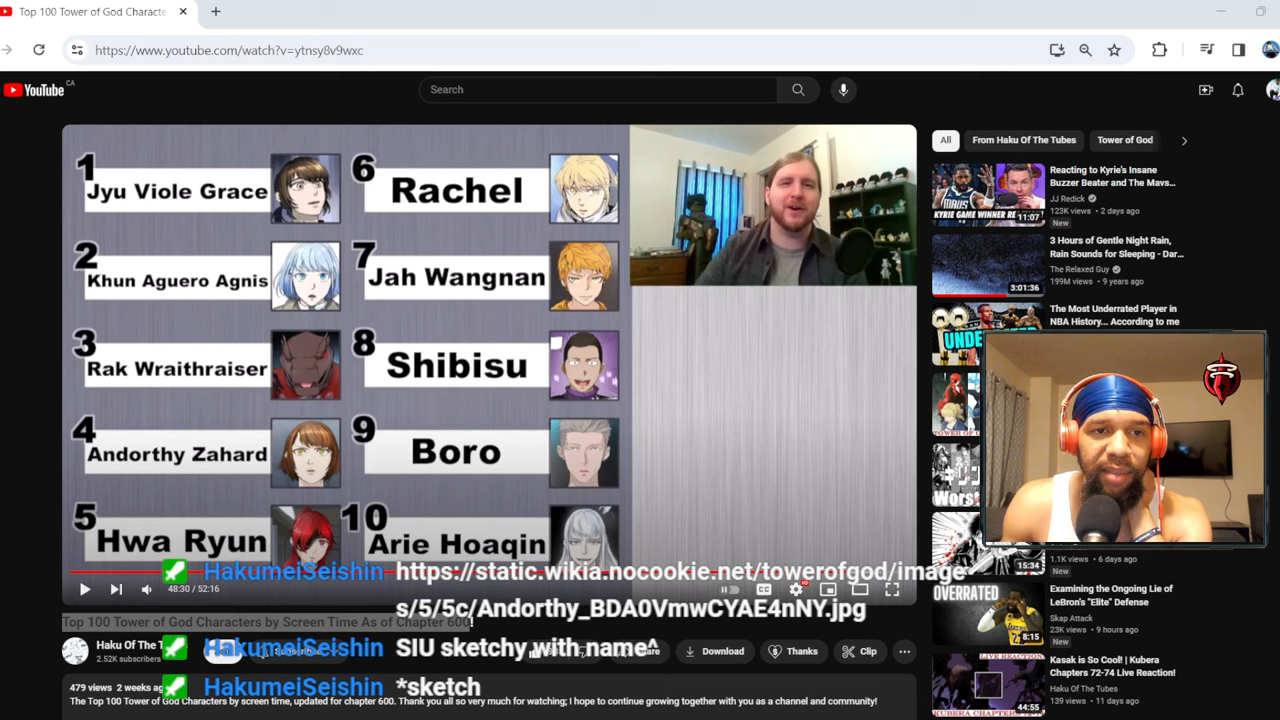 Top 100 Tower of God Characte
https://www.youtube.com/watch?v=ytnsy8v9wxc
YouTube CA
Search
1
Jyu Viole Grace
2
Khun Aguero Agnis
3
Rak Wraithraiser
4
Andorthy Zahard
5
Hwa Ryun
6
Rachel
7
Jah Wangnan
8
Shibisu
9
Boro
10
Arie Hoaqin
48:30 / 52:16
HakumeiSeishin https://static.wikia.nocookie.net/towerofgod/image
s/5/5c/Andorthy_BDA0VmwCYAE4nNY.jpg
Top 100 Tower of God Characters by Screen Time As of Chapter 600!
HakumeiSeishin SIU sketchy with name^
HakumeiSeishin *sketch
Haku Of The T
2.52K subscribers
Download
Thanks
Clip
479 views 2 weeks ag
The Top 100 Tower of God Characters by screen time, updated for chapter 600. Thank you all so very much for watching; I hope to continue growing together with you as a channel and community!
All
From Haku Of The Tubes
Tower of God
Reacting to Kyrie's Insane
Buzzer Beater and The Mavs...
JJ Redick
123K views • 2 days ago
New
11:07
3 Hours of Gentle Night Rain,
Rain Sounds for Sleeping - Dar...
The Relaxed Guy
199M views • 9 years ago
3:01:36
The Most Underrated Player in
NBA History... According to me
1.1K views • 6 days ago
New
15:34
Examining the Ongoing Lie of
LeBron's "Elite" Defense
Skap Attack
23K views • 9 hours ago
New
OVERRATED
8:15
Kasak is So Cool! | Kubera
Chapters 72-74 Live Reaction!
Haku Of The Tubes
139 views • 11 days ago
44:55